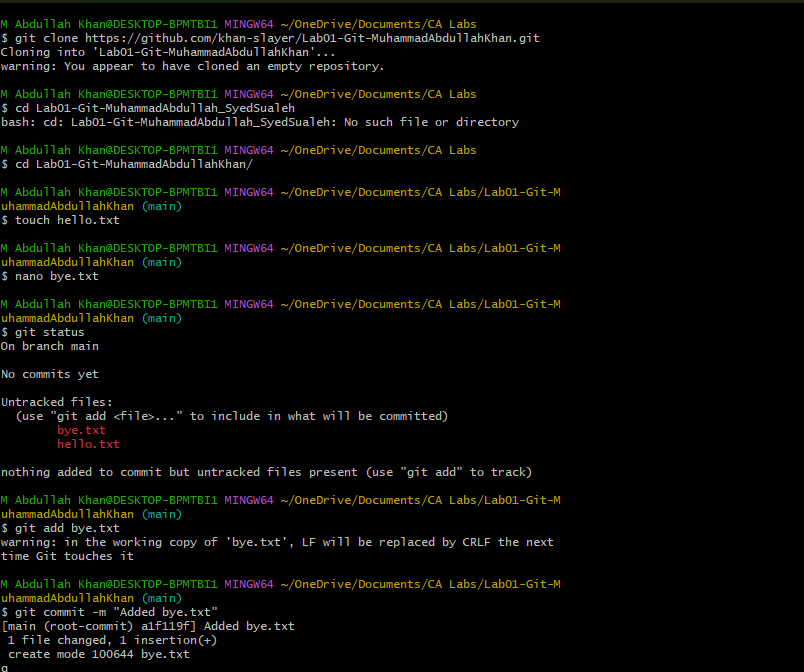 M Abdullah Khan@DESKTOP-BPMTBI1 MINGW64 ~/OneDrive/Documents/CA Labs
$ git clone https://github.com/khan-slayer/Lab01-Git-MuhammadAbdullahKhan.git
Cloning into 'Lab01-Git-MuhammadAbdullahKhan'...
warning: You appear to have cloned an empty repository.

M Abdullah Khan@DESKTOP-BPMTBI1 MINGW64 ~/OneDrive/Documents/CA Labs
$ cd Lab01-Git-MuhammadAbdullah_SyedSualeh
bash: cd: Lab01-Git-MuhammadAbdullah_SyedSualeh: No such file or directory

M Abdullah Khan@DESKTOP-BPMTBI1 MINGW64 ~/OneDrive/Documents/CA Labs
$ cd Lab01-Git-MuhammadAbdullahKhan/

M Abdullah Khan@DESKTOP-BPMTBI1 MINGW64 ~/OneDrive/Documents/CA Labs/Lab01-Git-M
uhammadAbdullahKhan (main)
$ touch hello.txt

M Abdullah Khan@DESKTOP-BPMTBI1 MINGW64 ~/OneDrive/Documents/CA Labs/Lab01-Git-M
uhammadAbdullahKhan (main)
$ nano bye.txt

M Abdullah Khan@DESKTOP-BPMTBI1 MINGW64 ~/OneDrive/Documents/CA Labs/Lab01-Git-M
uhammadAbdullahKhan (main)
$ git status
On branch main

No commits yet

Untracked files:
  (use "git add <file>..." to include in what will be committed)
        bye.txt
        hello.txt

nothing added to commit but untracked files present (use "git add" to track)

M Abdullah Khan@DESKTOP-BPMTBI1 MINGW64 ~/OneDrive/Documents/CA Labs/Lab01-Git-M
uhammadAbdullahKhan (main)
$ git add bye.txt
warning: in the working copy of 'bye.txt', LF will be replaced by CRLF the next
time Git touches it

M Abdullah Khan@DESKTOP-BPMTBI1 MINGW64 ~/OneDrive/Documents/CA Labs/Lab01-Git-M
uhammadAbdullahKhan (main)
$ git commit -m "Added bye.txt"
[main (root-commit) a1f119f] Added bye.txt
 1 file changed, 1 insertion(+)
 create mode 100644 bye.txt